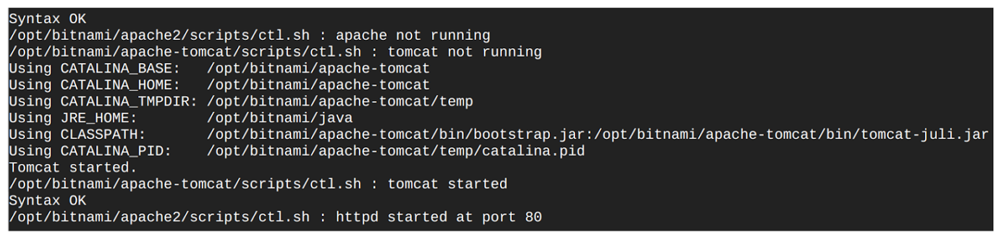 Syntax OK
/opt/bitnami/apache2/scripts/ctl.sh : apache not running
/opt/bitnami/apache-tomcat/scripts/ctl.sh : tomcat not running
Using CATALINA_BASE:   /opt/bitnami/apache-tomcat
Using CATALINA_HOME:   /opt/bitnami/apache-tomcat
Using CATALINA_TMPDIR: /opt/bitnami/apache-tomcat/temp
Using JRE_HOME:        /opt/bitnami/java
Using CLASSPATH:       /opt/bitnami/apache-tomcat/bin/bootstrap.jar:/opt/bitnami/apache-tomcat/bin/tomcat-juli.jar
Using CATALINA_PID:    /opt/bitnami/apache-tomcat/temp/catalina.pid
Tomcat started.
/opt/bitnami/apache-tomcat/scripts/ctl.sh : tomcat started
Syntax OK
/opt/bitnami/apache2/scripts/ctl.sh : httpd started at port 80